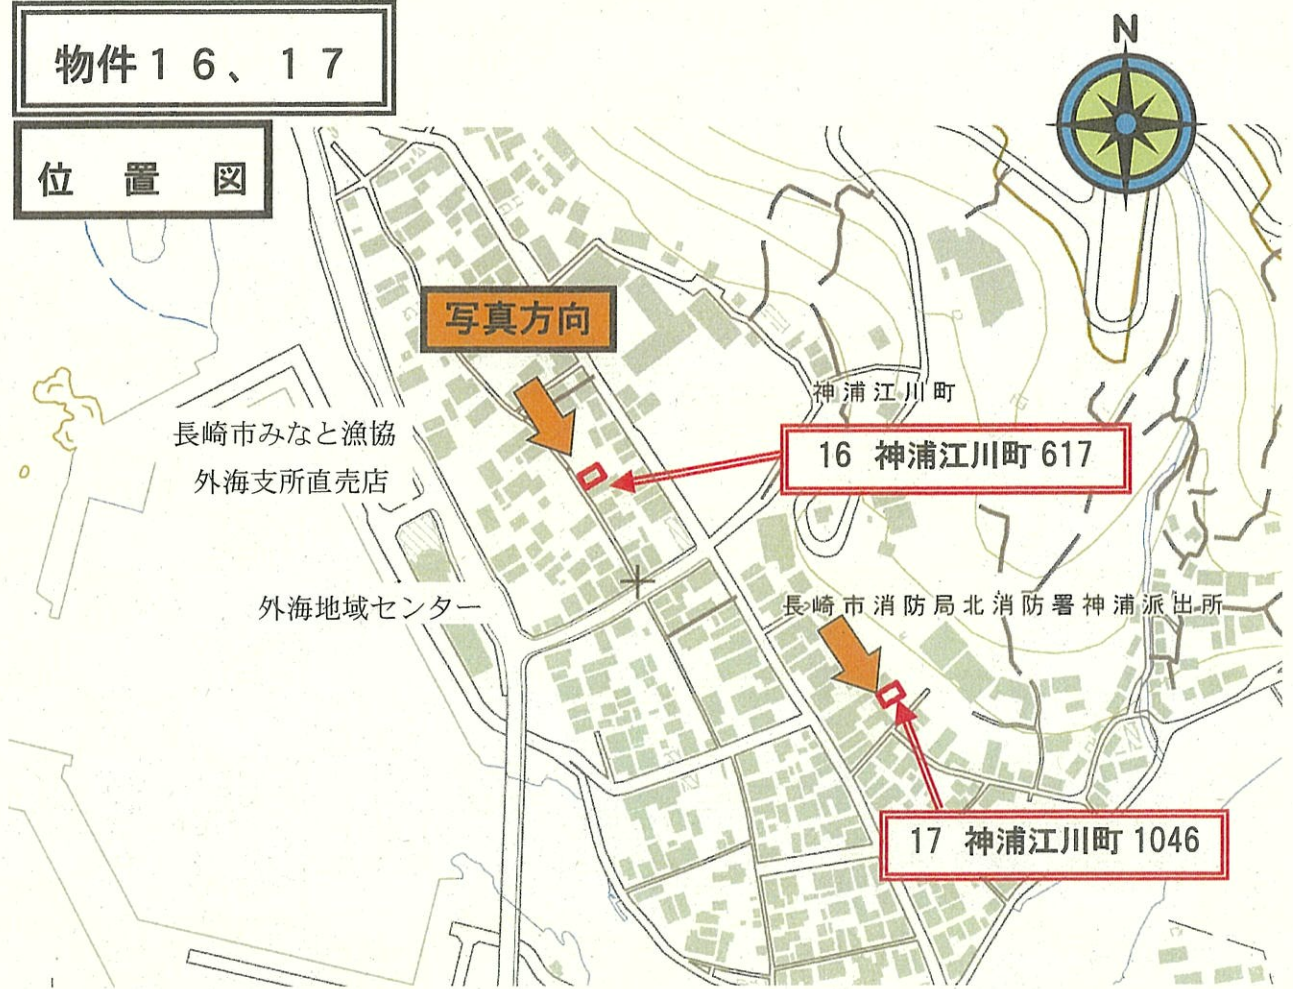 物件１６、１７
N
位置図
写真方向
神浦江川町
長崎市みなと漁協
外海支所直売店
16 神浦江川町 617
外海地域センター
長崎市消防局北消防署神浦派出所
17 神浦江川町 1046